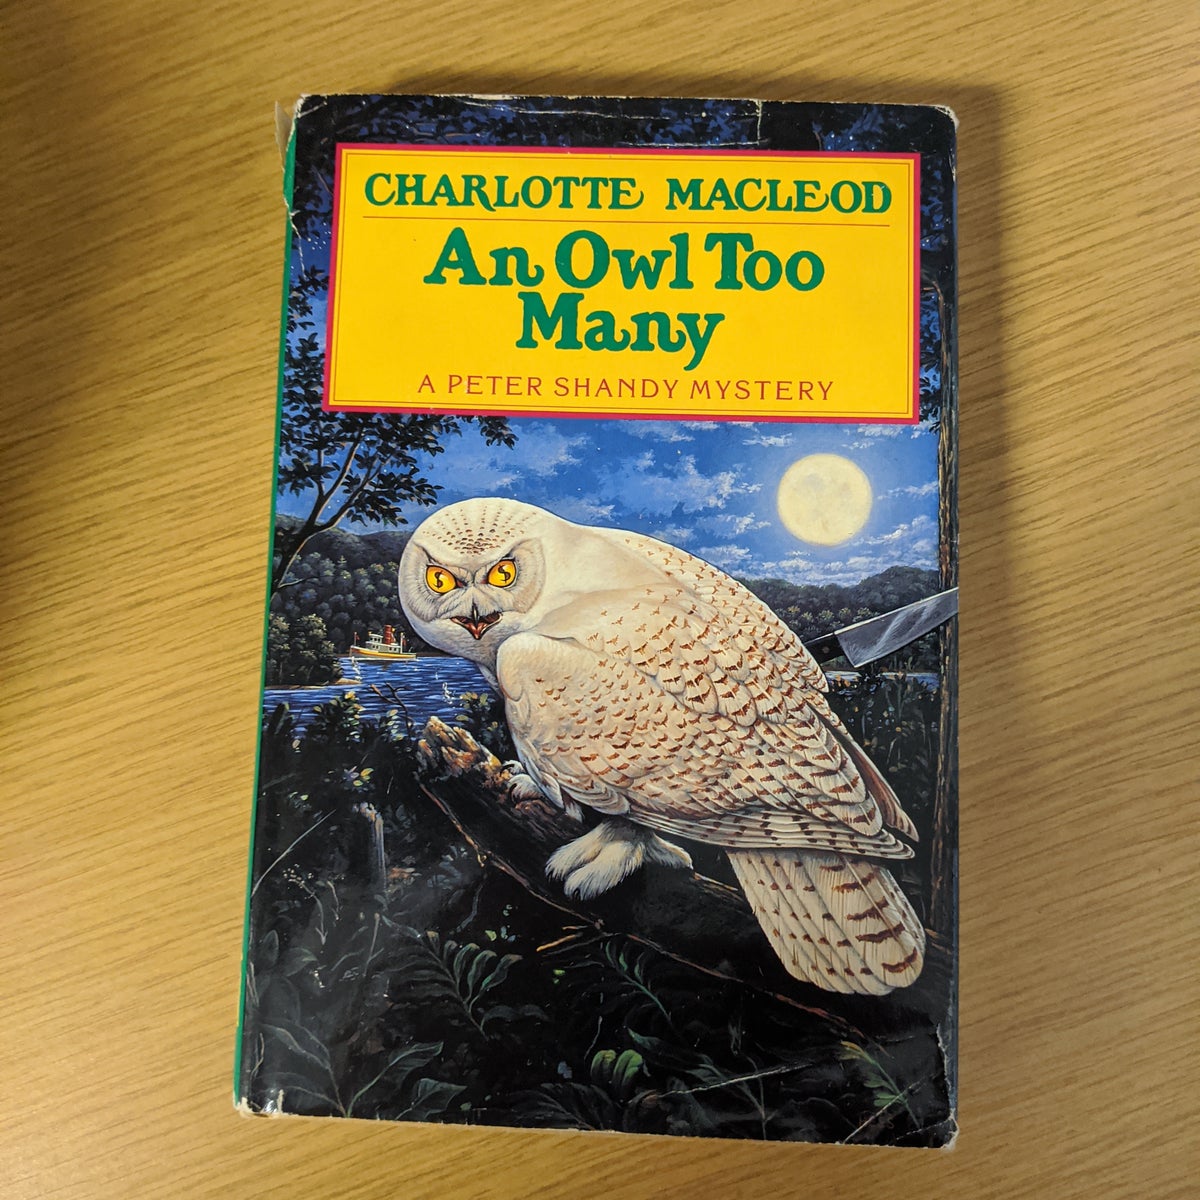 CHARLOTTE MACLEOD
An Owl Too
Many
A PETER SHANDY MYSTERY